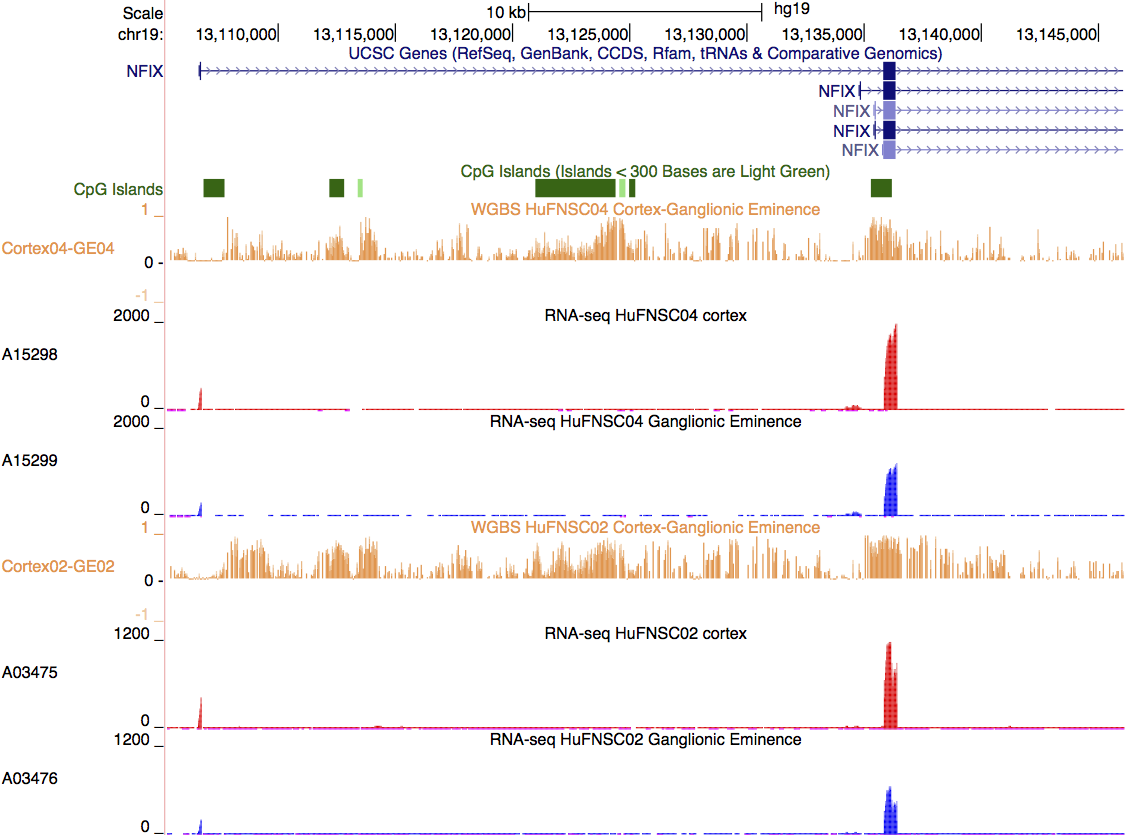 Scale 10 kb hg19
chr19: 13,110,000 13,115,000 13,120,000 13,125,000 13,130,000 13,135,000 13,140,000 13,145,000
UCSC Genes (RefSeq, GenBank, CCDS, Rfam, tRNAs & Comparative Genomics)
NFIX
NFIX
NFIX
NFIX
NFIX
CpG Islands (Islands < 300 Bases are Light Green)
CpG Islands
WGBS HuFNSC04 Cortex-Ganglionic Eminence
1
Cortex04-GE04
0
-1
RNA-seq HuFNSC04 cortex
2000
A15298
0
RNA-seq HuFNSC04 Ganglionic Eminence
2000
A15299
0
WGBS HuFNSC02 Cortex-Ganglionic Eminence
1
Cortex02-GE02
0
-1
RNA-seq HuFNSC02 cortex
1200
A03475
0
RNA-seq HuFNSC02 Ganglionic Eminence
1200
A03476
0